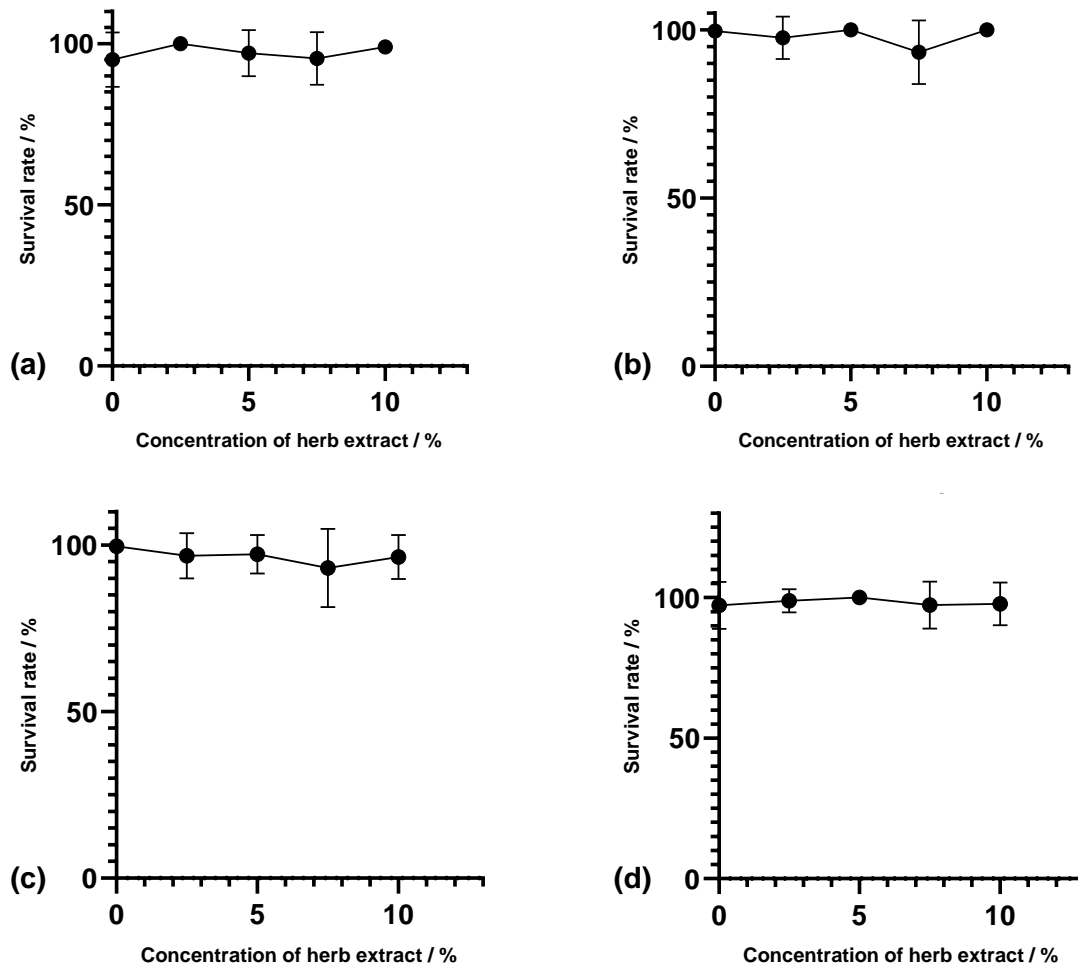 100
50
0
Survival rate / %
(a)
0 5 10
Concentration of herb extract / %
100
50
0
Survival rate / %
(b)
0 5 10
Concentration of herb extract / %
100
50
0
Survival rate / %
(c)
0 5 10
Concentration of herb extract / %
100
50
0
Survival rate / %
(d)
0 5 10
Concentration of herb extract / %